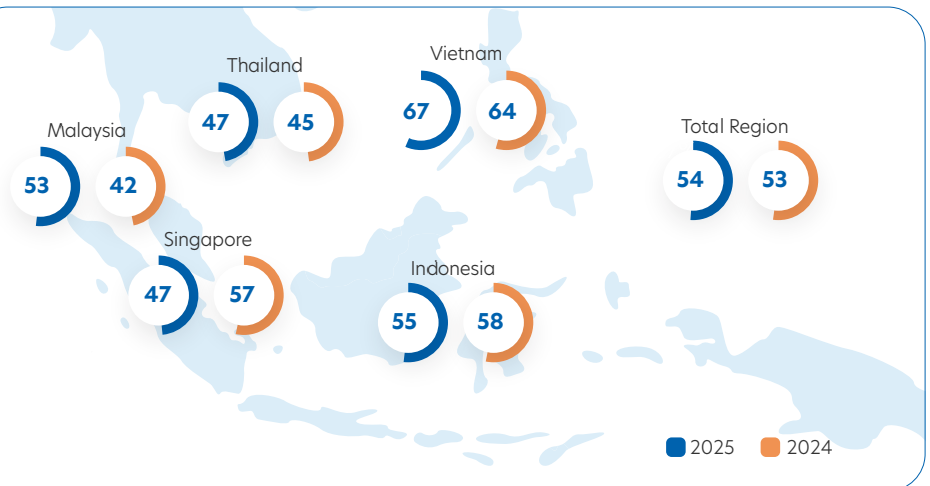 Vietnam
67 64
Thailand
47 45
Total Region
54 53
Malaysia
53 42
Singapore
47 57
Indonesia
55 58
2025 2024